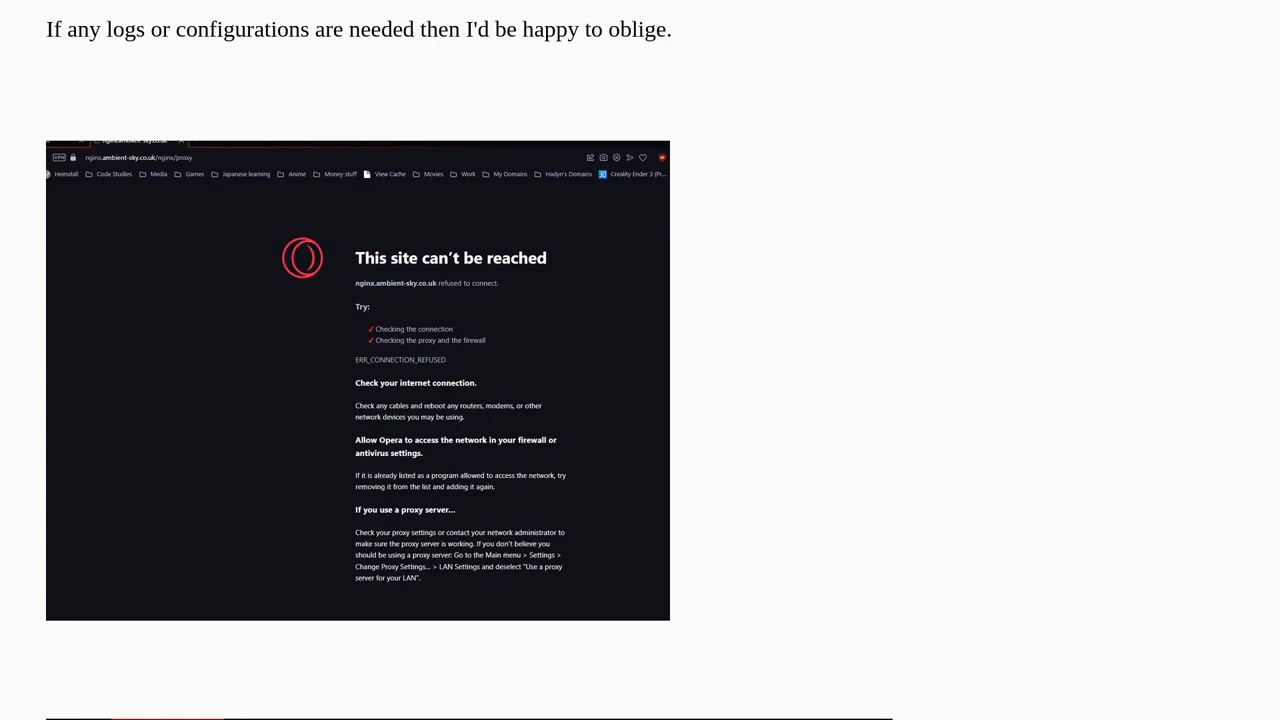 If any logs or configurations are needed then I'd be happy to oblige.
VPN nginx.ambient-sky.co.uk/nginx/proxy
Heimdall Code Studies Media Games Japanese learning Anime Money stuff View Cache Movies Work My Domains Hadyn's Domains Creality Ender 3 (Pr...
This site can't be reached
nginx.ambient-sky.co.uk refused to connect.
Try:
Checking the connection
Checking the proxy and the firewall
ERR_CONNECTION_REFUSED
Check your internet connection.
Check any cables and reboot any routers, modems, or other
network devices you may be using.
Allow Opera to access the network in your firewall or
antivirus settings.
If it is already listed as a program allowed to access the network, try
removing it from the list and adding it again.
If you use a proxy server...
Check your proxy settings or contact your network administrator to
make sure the proxy server is working. If you don't believe you
should be using a proxy server: Go to the Main menu > Settings >
Change Proxy Settings... > LAN Settings and deselect "Use a proxy
server for your LAN".